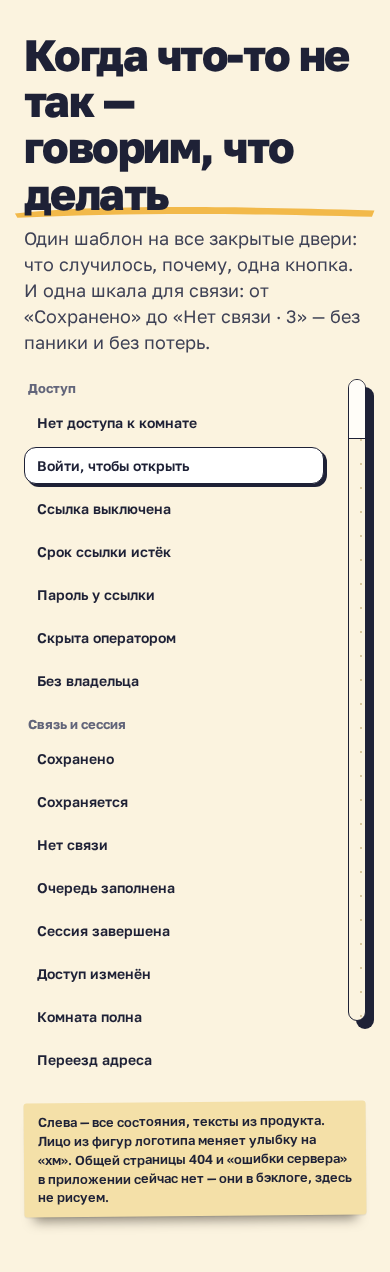 Когда что-то не
так —
говорим, что
делать
Один шаблон на все закрытые двери:
что случилось, почему, одна кнопка.
И одна шкала для связи: от
«Сохранено» до «Нет связи · 3» — без
паники и без потерь.
Доступ
Нет доступа к комнате
Войти, чтобы открыть
Ссылка выключена
Срок ссылки истёк
Пароль у ссылки
Скрыта оператором
Без владельца
Связь и сессия
Сохранено
Сохраняется
Нет связи
Очередь заполнена
Сессия завершена
Доступ изменён
Комната полна
Переезд адреса
Слева — все состояния, тексты из продукта.
Лицо из фигур логотипа меняет улыбку на
«хм». Общей страницы 404 и «ошибки сервера»
в приложении сейчас нет — они в бэклоге, здесь
не рисуем.